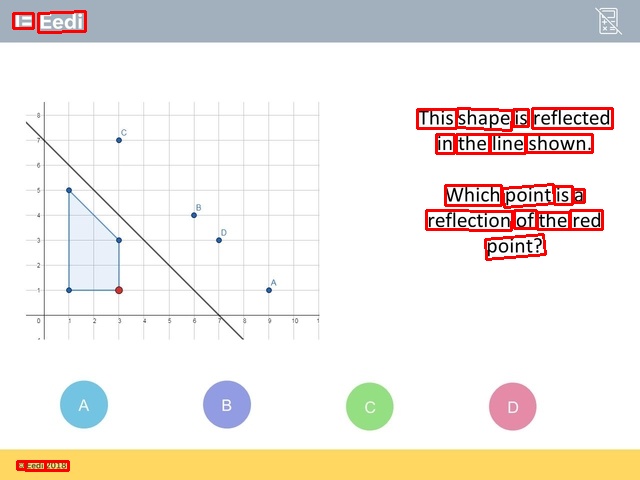 Eedi
This shape is reflected
in the line shown.
Which point is a
reflection of the red
point?
8
7
6
5
4
3
2
1
0 1 2 3 4 5 6 7 8 9 10 11
C
B
D
A
A B C D
© Eedi 2018